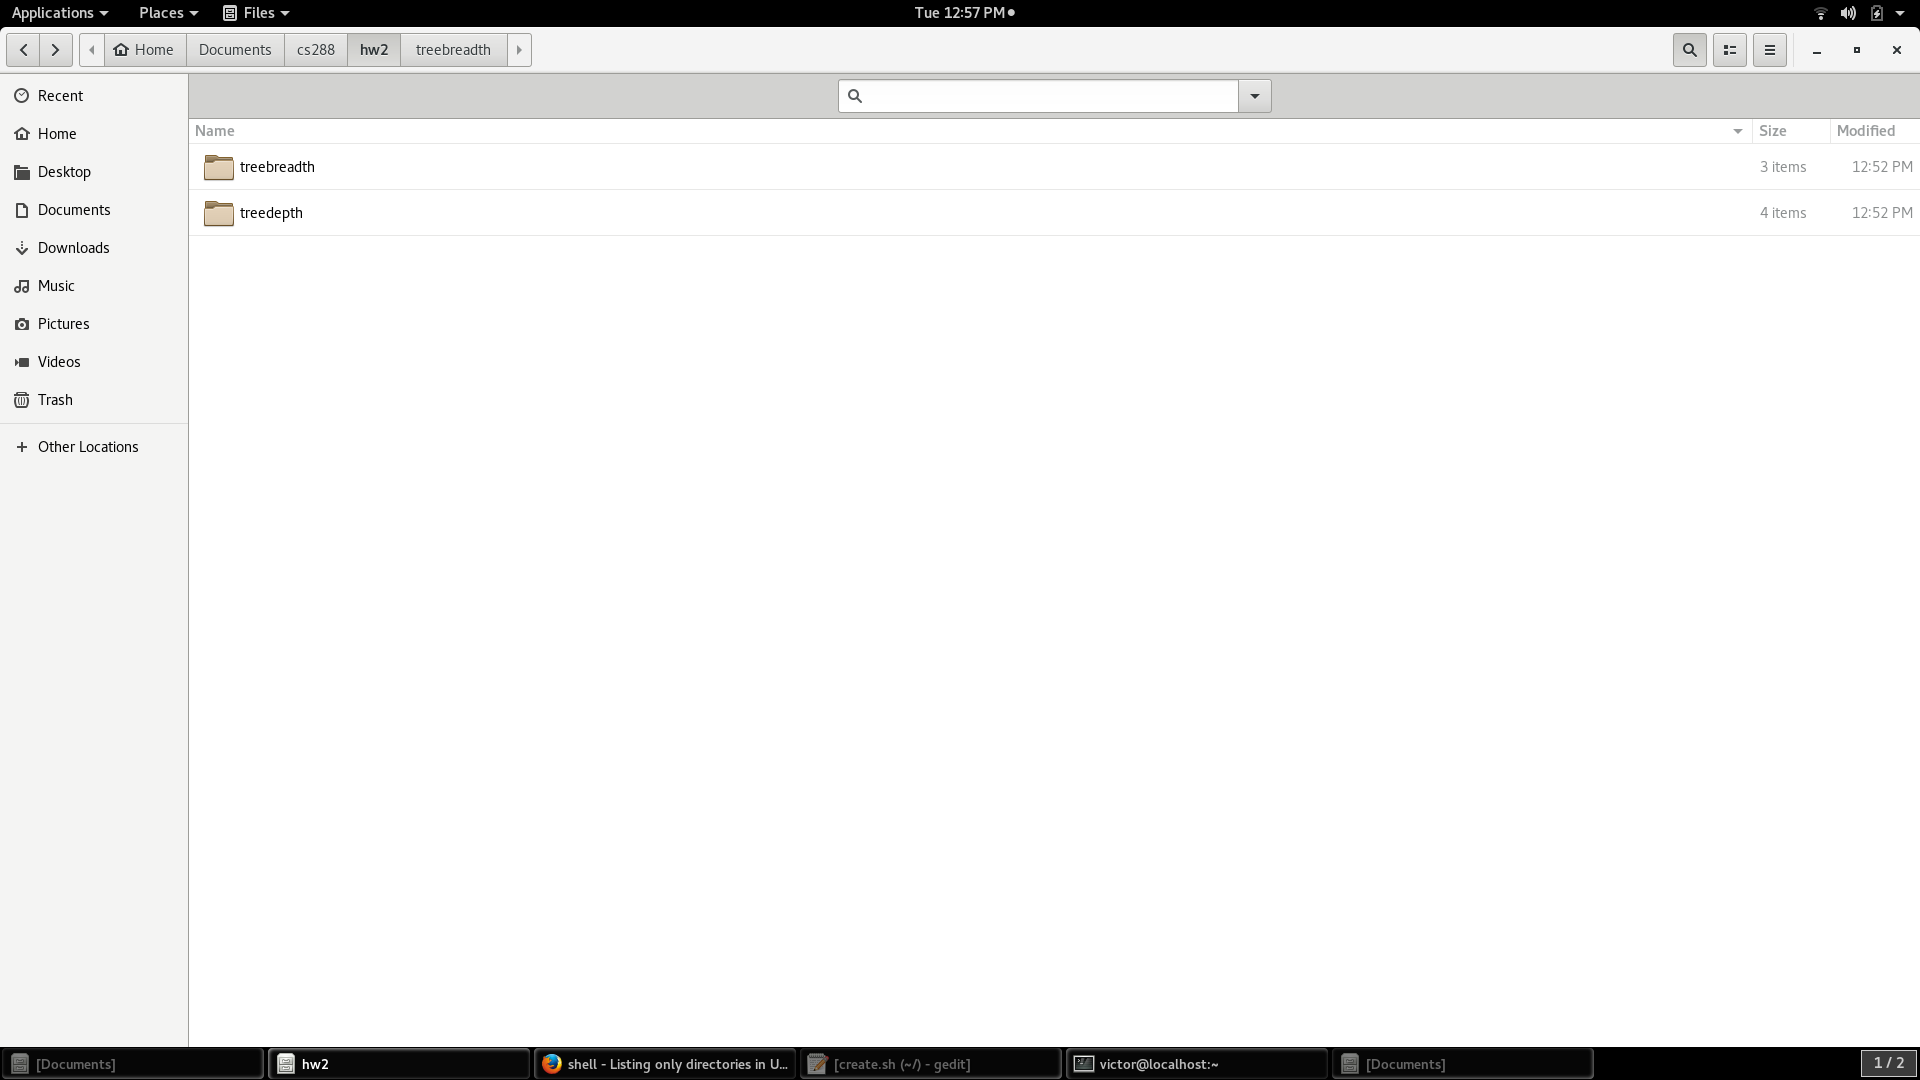 Applications Places Files Tue 12:57 PM
Home Documents cs288 hw2 treebreadth
Recent
Home
Desktop
Documents
Downloads
Music
Pictures
Videos
Trash
Other Locations
Name Size Modified
treebreadth 3 items 12:52 PM
treedepth 4 items 12:52 PM
[Documents] hw2 shell - Listing only directories in U... [create.sh (~/) - gedit] victor@localhost:~ [Documents] 1 / 2